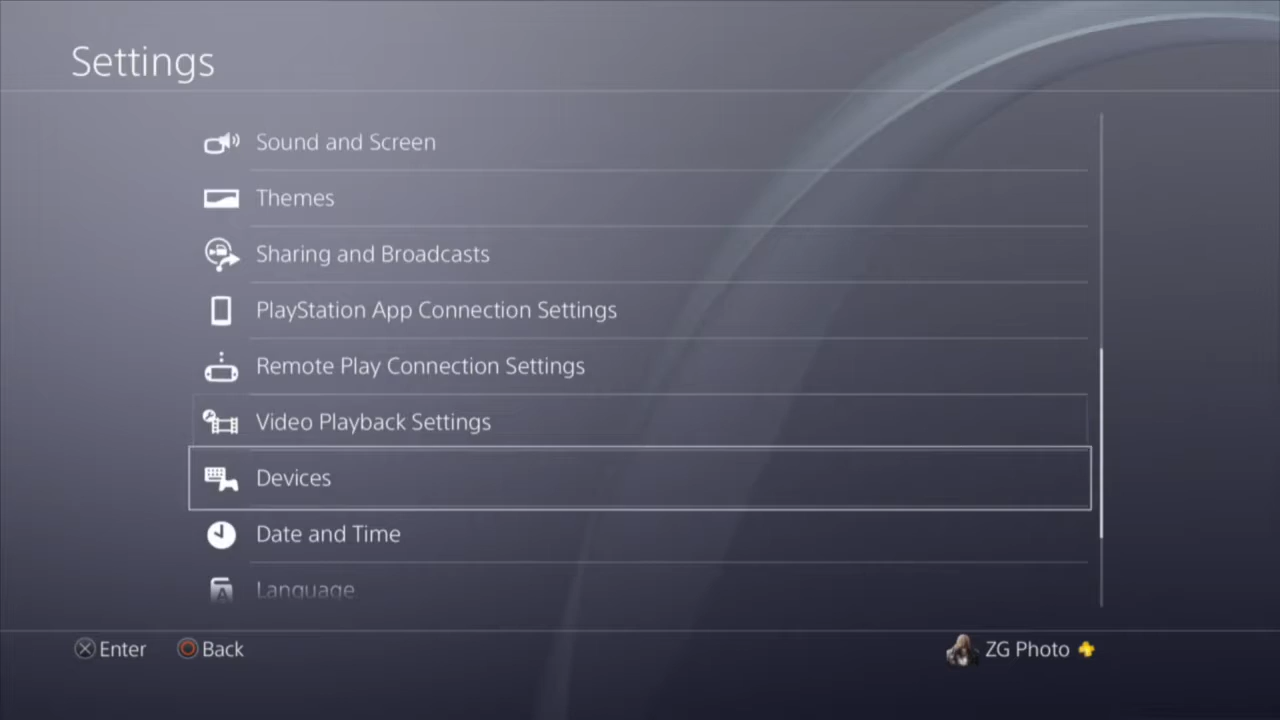 Settings
Sound and Screen
Themes
Sharing and Broadcasts
PlayStation App Connection Settings
Remote Play Connection Settings
Video Playback Settings
Devices
Date and Time
Language
Enter
Back
ZG Photo